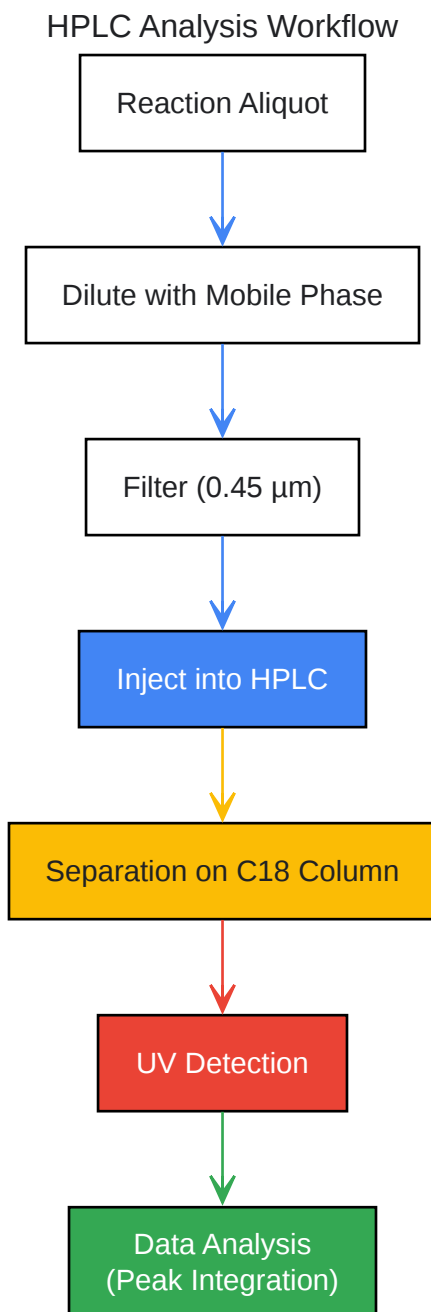 HPLC Analysis Workflow
Reaction Aliquot
Dilute with Mobile Phase
Filter (0.45 µm)
Inject into HPLC
Separation on C18 Column
UV Detection
Data Analysis
(Peak Integration)